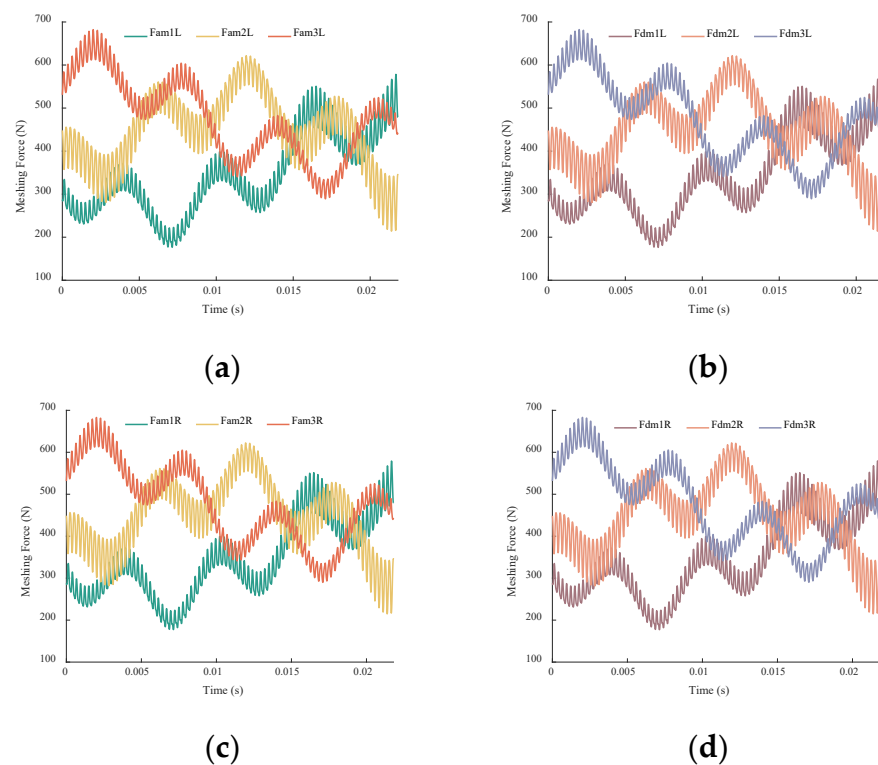 700
600
500
400
300
200
100
Meshing Force (N)
Fam1L Fam2L Fam3L
0 0.005 0.01 0.015 0.02
Time (s)
(a)
700
600
500
400
300
200
100
Meshing Force (N)
Fdm1L Fdm2L Fdm3L
0 0.005 0.01 0.015 0.02
Time (s)
(b)
700
600
500
400
300
200
100
Meshing Force (N)
Fam1R Fam2R Fam3R
0 0.005 0.01 0.015 0.02
Time (s)
(c)
700
600
500
400
300
200
100
Meshing Force (N)
Fdm1R Fdm2R Fdm3R
0 0.005 0.01 0.015 0.02
Time (s)
(d)